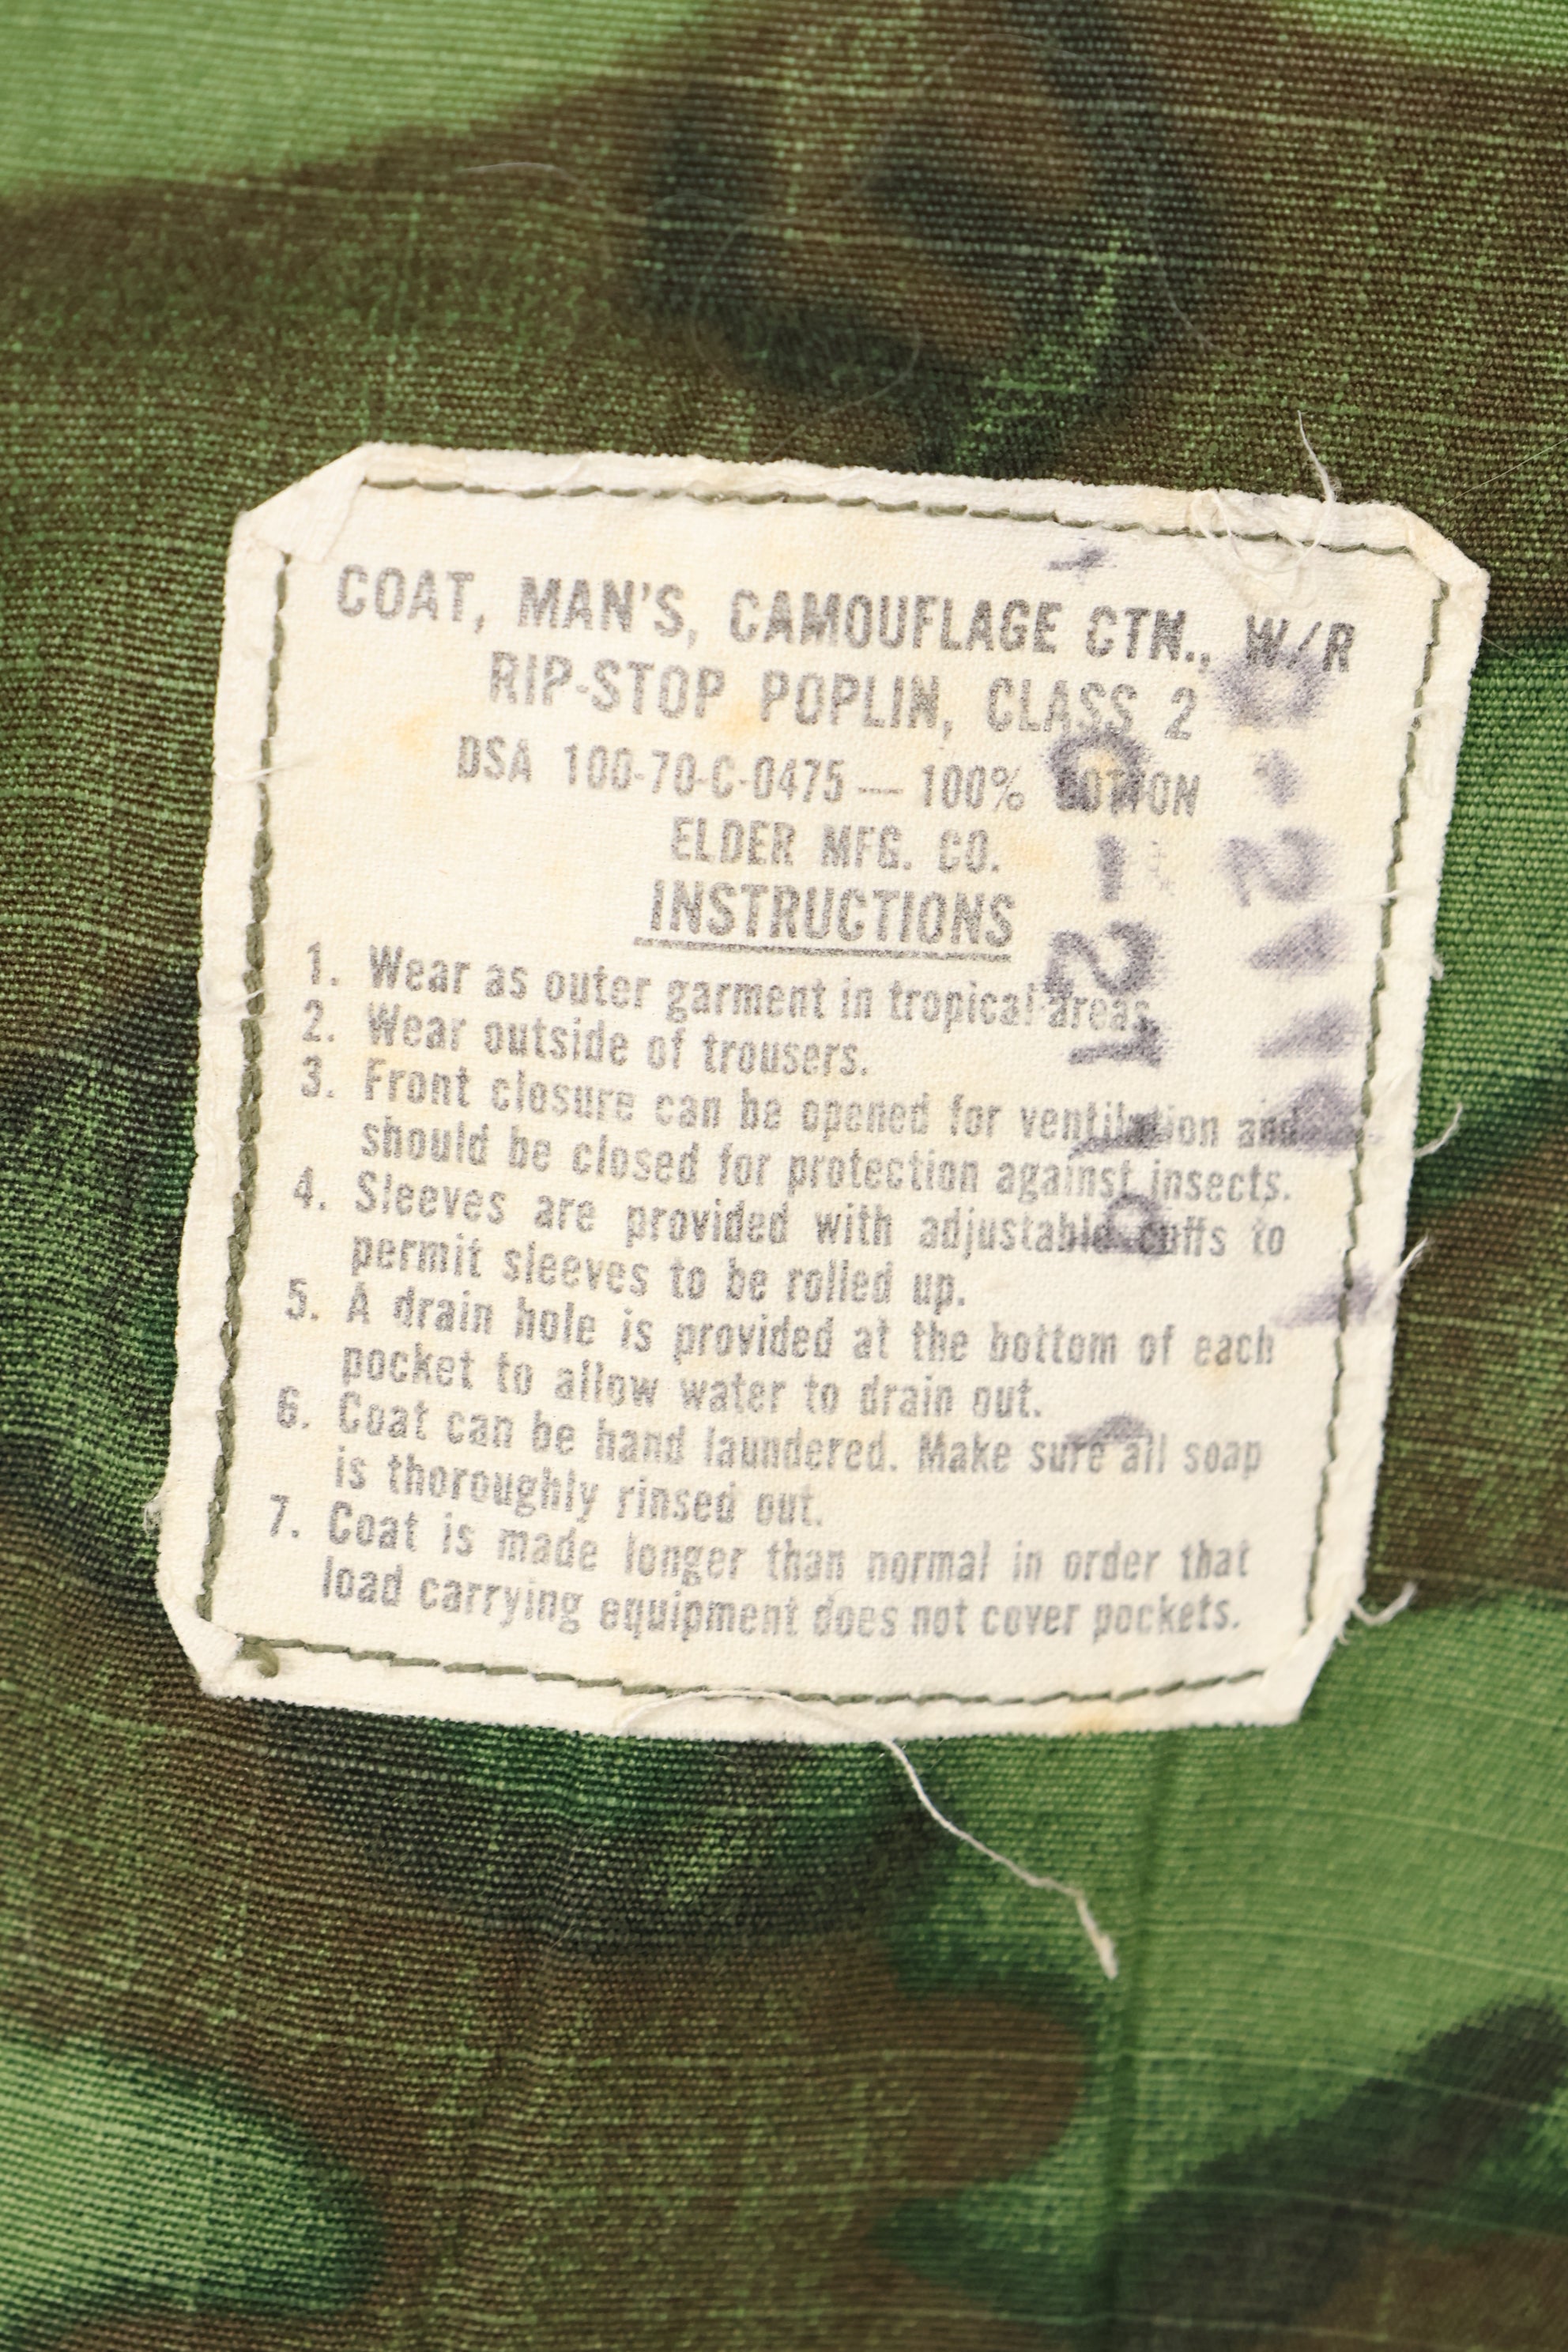 COAT, MAN'S, CAMOUFLAGE CTN., W/R
RIP-STOP POPLIN, CLASS 2
DSA 100-70-C-0475 — 100% COTTON
ELDER MFG. CO.
INSTRUCTIONS
1. Wear as outer garment in tropical areas.
2. Wear outside of trousers.
3. Front closure can be opened for ventilation and
should be closed for protection against insects.
4. Sleeves are provided with adjustable cuffs to
permit sleeves to be rolled up.
5. A drain hole is provided at the bottom of each
pocket to allow water to drain out.
6. Coat can be hand laundered. Make sure all soap
is thoroughly rinsed out.
7. Coat is made longer than normal in order that
load carrying equipment does not cover pockets.